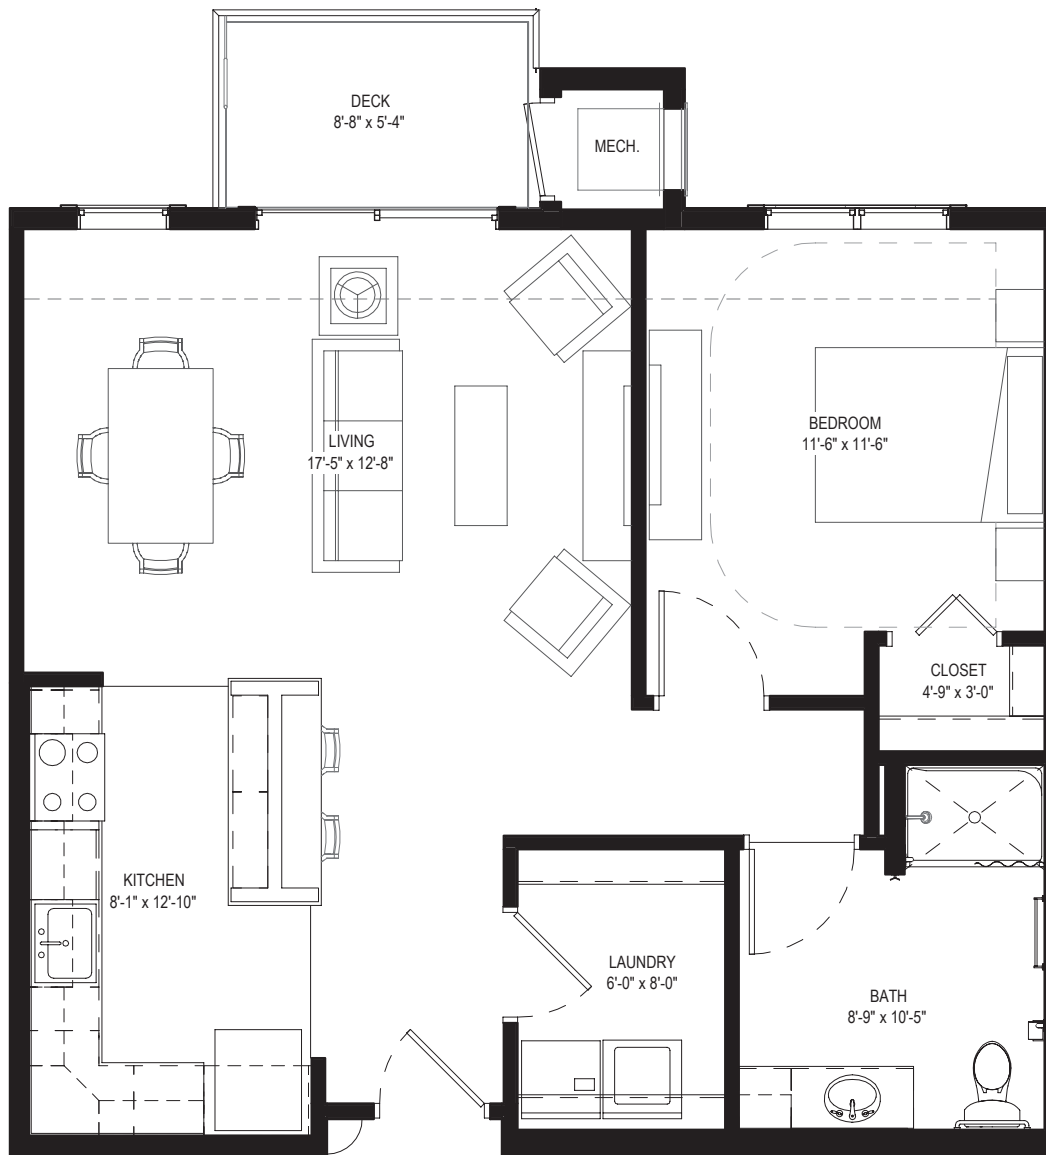 DECK
8'-8" x 5'-4"
MECH.
LIVING
17'-5" x 12'-8"
BEDROOM
11'-6" x 11'-6"
CLOSET
4'-9" x 3'-0"
KITCHEN
8'-1" x 12'-10"
LAUNDRY
6'-0" x 8'-0"
BATH
8'-9" x 10'-5"